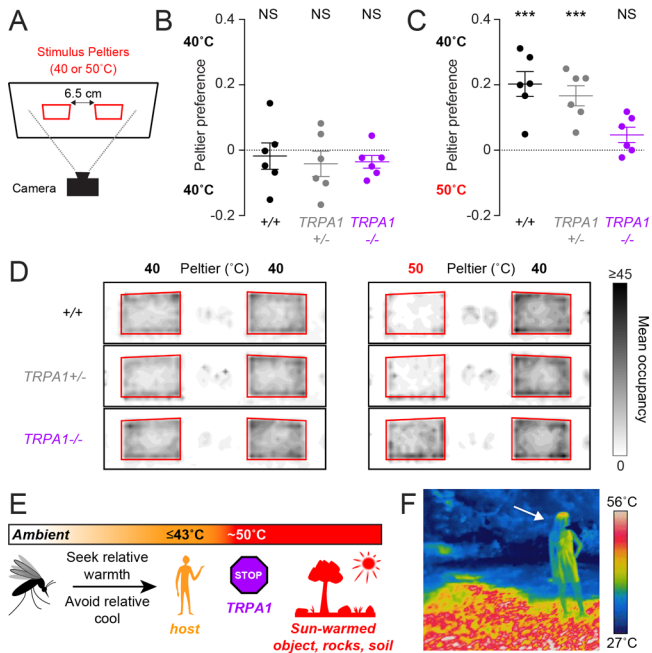 A
Stimulus Peltiers
(40 or 50˚C)
6.5 cm
Camera
B
NS NS NS
0.4
0.2
0
-0.2
Peltier preference
40˚C
40˚C
+/+
TRPA1
+/-
TRPA1
-/-
C
*** *** NS
0.4
0.2
0
-0.2
Peltier preference
40˚C
50˚C
+/+
TRPA1
+/-
TRPA1
-/-
D
40 Peltier (˚C) 40
50 Peltier (˚C) 40
+/+
TRPA1+/-
TRPA1-/-
≥45
Mean occupancy
0
E
Ambient ≤43˚C ~50˚C
Seek relative
warmth
Avoid relative
cool
host
STOP
TRPA1
Sun-warmed
object, rocks, soil
F
56˚C
27˚C